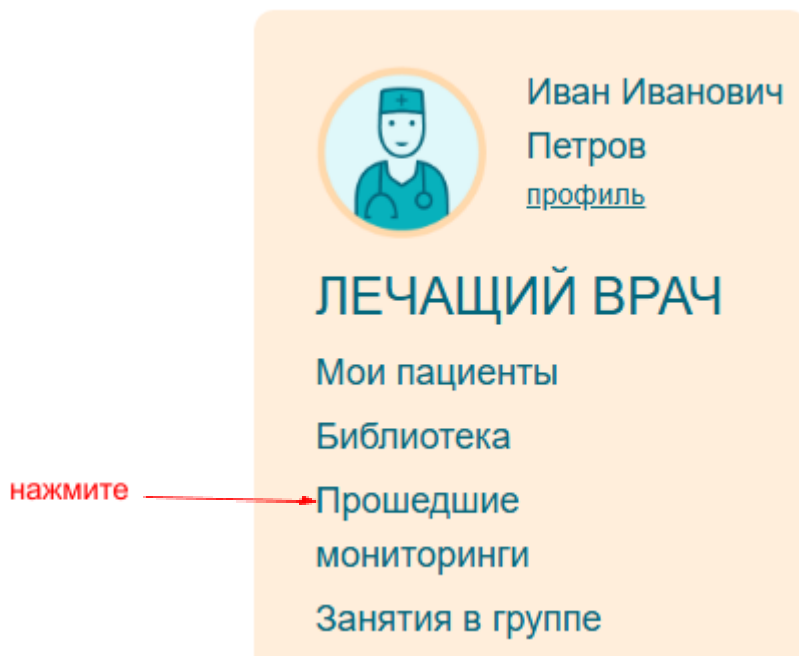 Иван Иванович
Петров
профиль
ЛЕЧАЩИЙ ВРАЧ
Мои пациенты
Библиотека
нажмите
Прошедшие
мониторинги
Занятия в группе